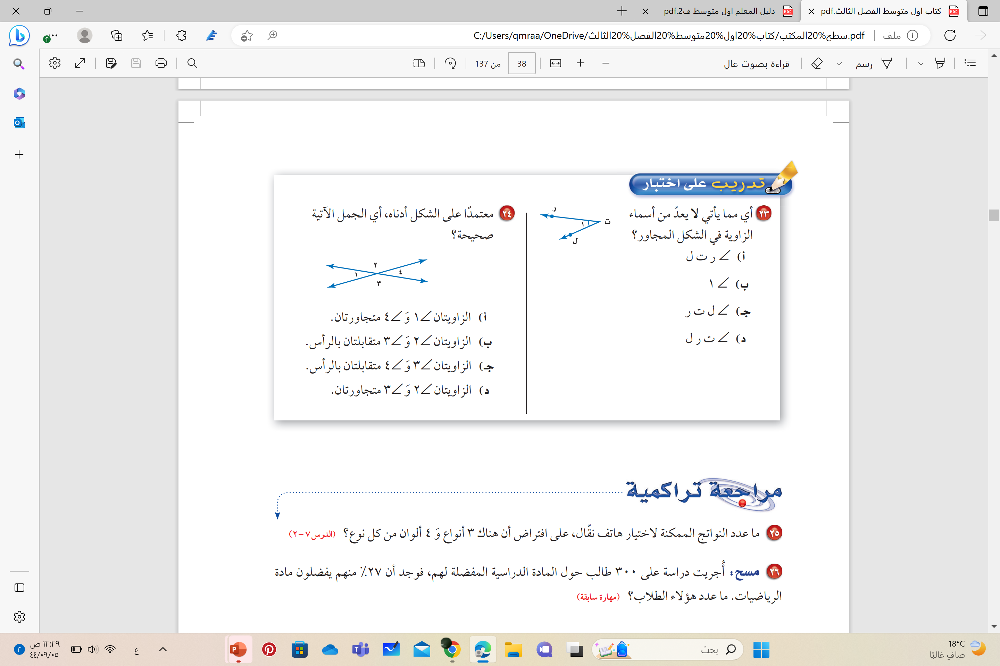 كتاب اول متوسط الفصل الثالث.pdf
دليل المعلم اول متوسط ف2.pdf
ملف
C:/Users/qmraa/OneDrive/سطح%20المكتب/كتاب%20اول%20متوسط%20الفصل%20الثالث.pdf
رسم
قراءة بصوت عالٍ
38
من 137
تدريب على اختبار
٢٣ أي مما يأتي لا يعدّ من أسماء
الزاوية في الشكل المجاور؟
ر
ت
١
ل
أ) ∠ ر ت ل
ب) ∠ ١
جـ) ∠ ل ت ر
د) ∠ ت ر ل
٢٤ معتمدًا على الشكل أدناه، أي الجمل الآتية
صحيحة؟
٢
٤
١
٣
أ) الزاويتان ∠١ وَ ∠٤ متجاورتان.
ب) الزاويتان ∠٢ وَ ∠٣ متقابلتان بالرأس.
جـ) الزاويتان ∠٣ وَ ∠٤ متقابلتان بالرأس.
د) الزاويتان ∠٢ وَ ∠٣ متجاورتان.
مراجعة تراكمية
٢٥ ما عدد النواتج الممكنة لاختيار هاتف نقّال، على افتراض أن هناك ٣ أنواع وَ ٤ ألوان من كل نوع؟ (الدرس ٧–٢)
٢٦ مسح: أُجريت دراسة على ٣٠٠ طالب حول المادة الدراسية المفضلة لهم، فوجد أن ٢٧٪ منهم يفضلون مادة
الرياضيات. ما عدد هؤلاء الطلاب؟ (مهارة سابقة)
18°C
صافٍ غالبًا
بحث
ع
١٢:٢٩ ص
٤٤/٠٩/٠٥
٣